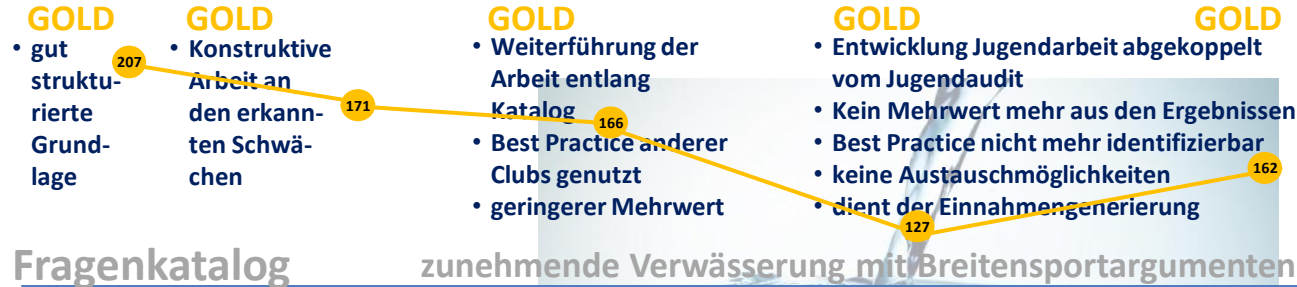 GOLD GOLD GOLD GOLD GOLD
• gut
struktu-
rierte
Grund-
lage
• Konstruktive
Arbeit an
den erkann-
ten Schwä-
chen
• Weiterführung der
Arbeit entlang
Katalog
• Best Practice anderer
Clubs genutzt
• geringerer Mehrwert
• Entwicklung Jugendarbeit abgekoppelt
vom Jugendaudit
• Kein Mehrwert mehr aus den Ergebnissen
• Best Practice nicht mehr identifizierbar
• keine Austauschmöglichkeiten
• dient der Einnahmengenerierung
207
171
166
127
162
Fragenkatalog
zunehmende Verwässerung mit Breitensportargumenten